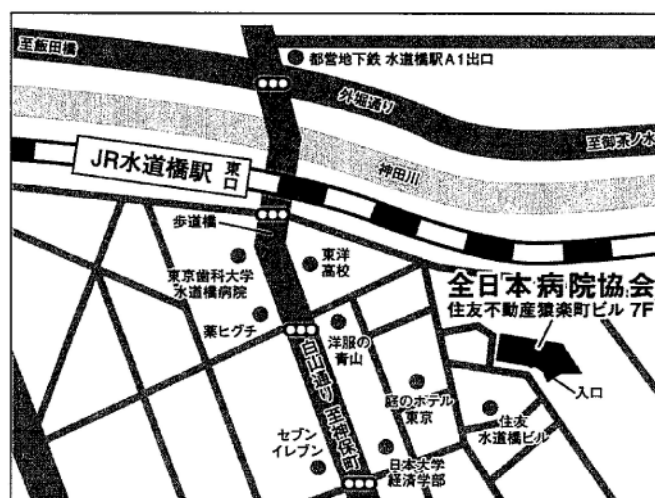 至飯田橋
都営地下鉄 水道橋駅A1出口
外堀通り
至御茶ノ水
神田川
JR水道橋駅 東口
歩道橋
東京歯科大学
水道橋病院
東洋
高校
全日本病院協会
住友不動産猿楽町ビル 7F
薬ヒグチ
洋服の
青山
入口
白山通り 至神保町
庭のホテル
東京
住友
水道橋ビル
セブン
イレブン
日本大学
経済学部